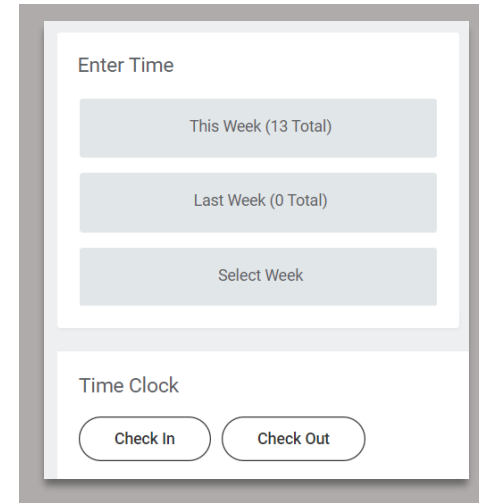 Enter Time
This Week (13 Total)
Last Week (0 Total)
Select Week
Time Clock
Check In Check Out